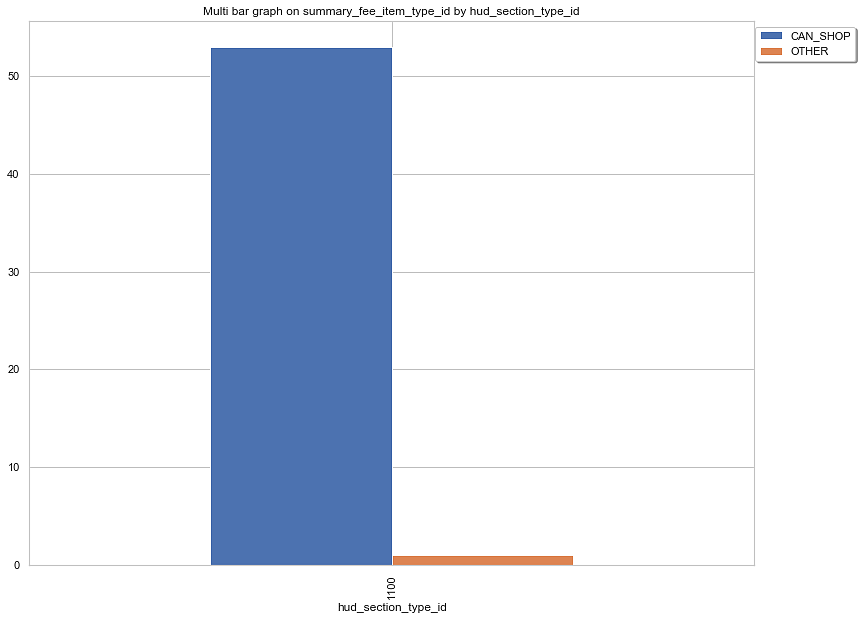 Multi bar graph on summary_fee_item_type_id by hud_section_type_id
CAN_SHOP
OTHER
50
40
30
20
10
0
1100
hud_section_type_id